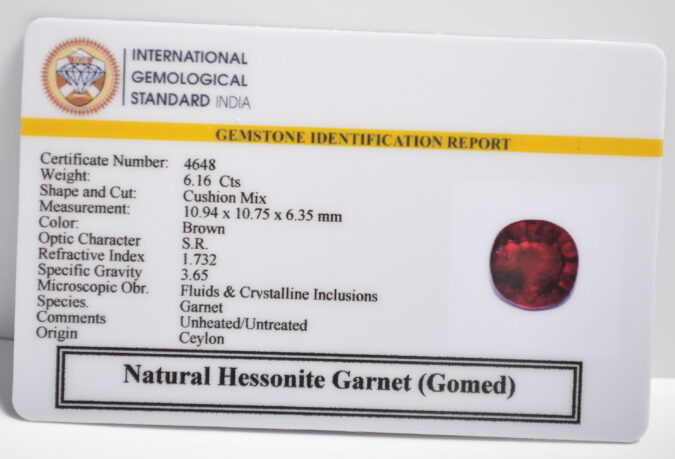 IGS
INTERNATIONAL
GEMOLOGICAL
STANDARD INDIA
GEMSTONE IDENTIFICATION REPORT
Certificate Number: 4648
Weight: 6.16 Cts
Shape and Cut: Cushion Mix
Measurement: 10.94 x 10.75 x 6.35 mm
Color: Brown
Optic Character S.R.
Refractive Index 1.732
Specific Gravity 3.65
Microscopic Obr. Fluids & Crystalline Inclusions
Species. Garnet
Comments Unheated/Untreated
Origin Ceylon
Natural Hessonite Garnet (Gomed)